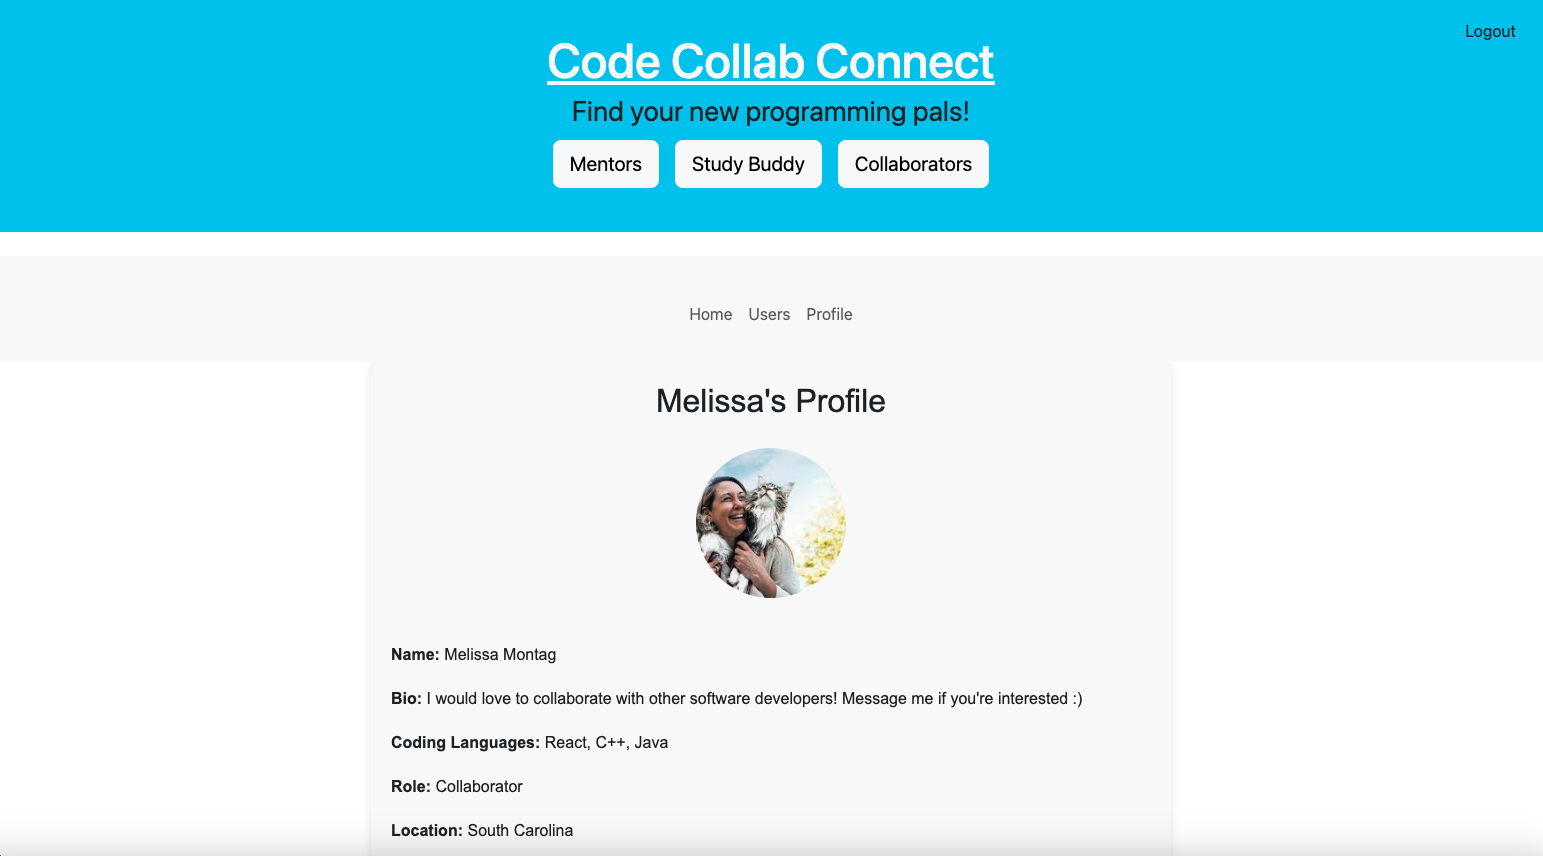 Logout
Code Collab Connect
Find your new programming pals!
Mentors Study Buddy Collaborators
Home Users Profile
Melissa's Profile
Name: Melissa Montag
Bio: I would love to collaborate with other software developers! Message me if you're interested :)
Coding Languages: React, C++, Java
Role: Collaborator
Location: South Carolina